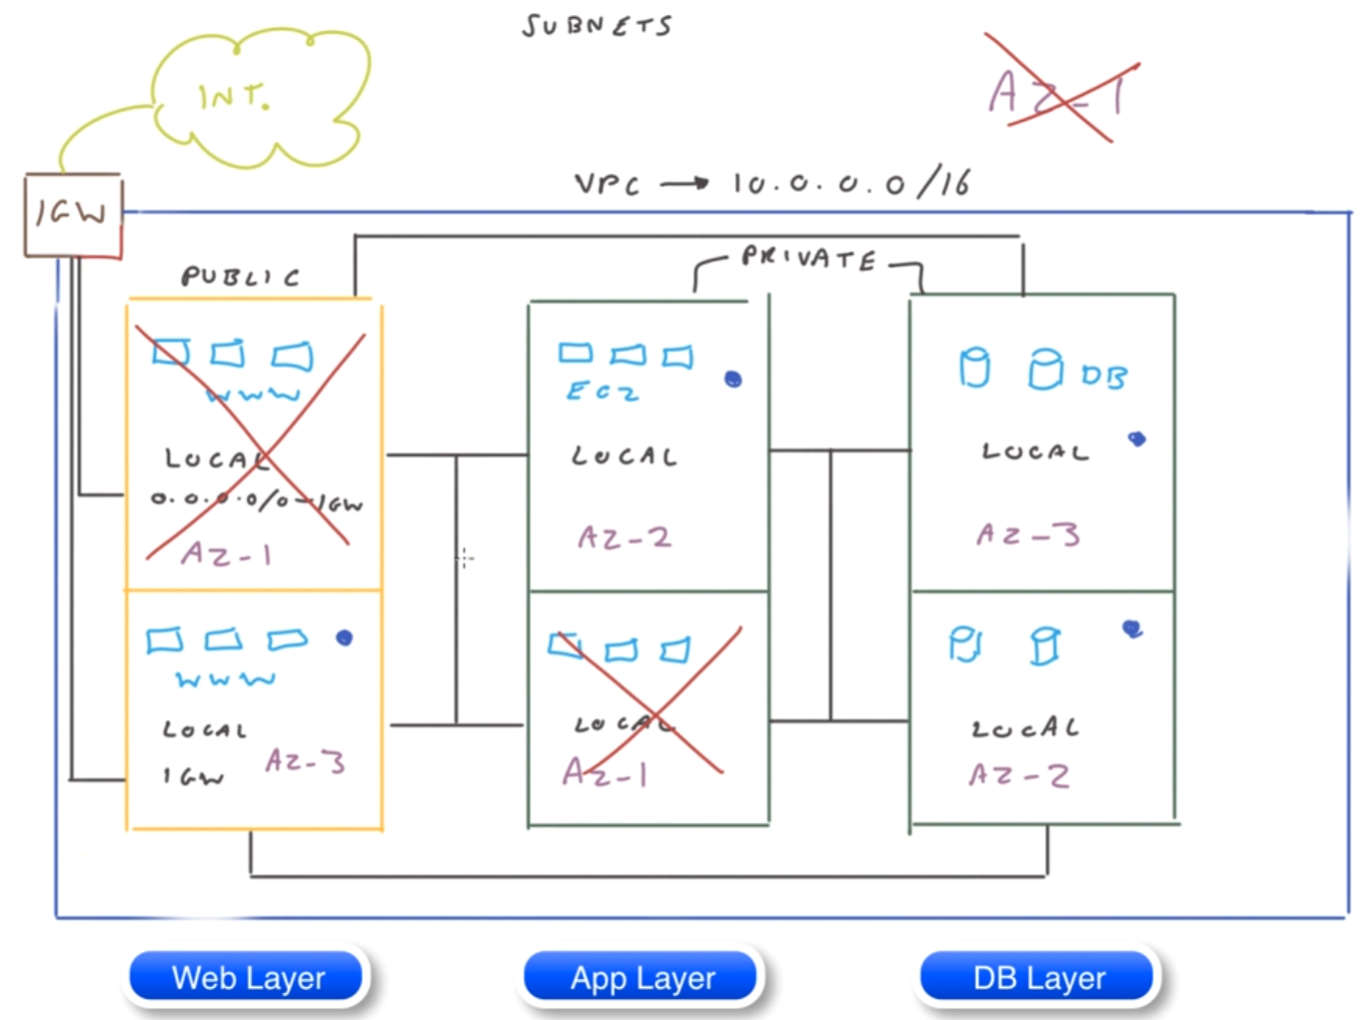 SUBNETS
INT.
AZ-1
VPC → 10.0.0.0/16
IGW
PUBLIC
PRIVATE
WWW
LOCAL
0.0.0.0/0-IGW
AZ-1
EC2
LOCAL
AZ-2
DB
LOCAL
AZ-3
WWW
LOCAL
IGW
AZ-3
LOCAL
AZ-1
LOCAL
AZ-2
Web Layer
App Layer
DB Layer